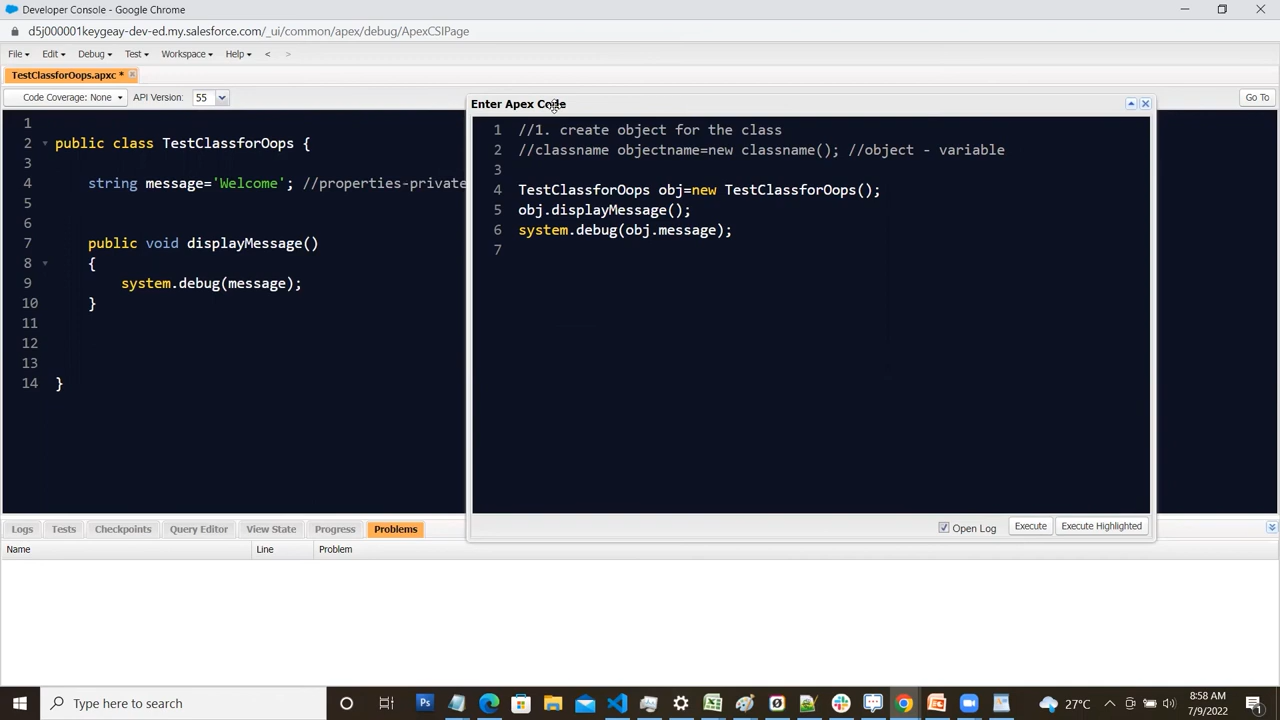 Developer Console - Google Chrome
d5j000001keygeay-dev-ed.my.salesforce.com/_ui/common/apex/debug/ApexCSIPage
File Edit Debug Test Workspace Help < >
TestClassforOops.apxc *
Code Coverage: None API Version: 55 Go To
1
2 public class TestClassforOops {
3
4 string message='Welcome'; //properties-private
5
6
7 public void displayMessage()
8 {
9 system.debug(message);
10 }
11
12
13
14 }
Enter Apex Code
1 //1. create object for the class
2 //classname objectname=new classname(); //object - variable
3
4 TestClassforOops obj=new TestClassforOops();
5 obj.displayMessage();
6 system.debug(obj.message);
7
Open Log Execute Execute Highlighted
Logs Tests Checkpoints Query Editor View State Progress Problems
Name Line Problem
Type here to search
Ps
27°C
8:58 AM
7/9/2022